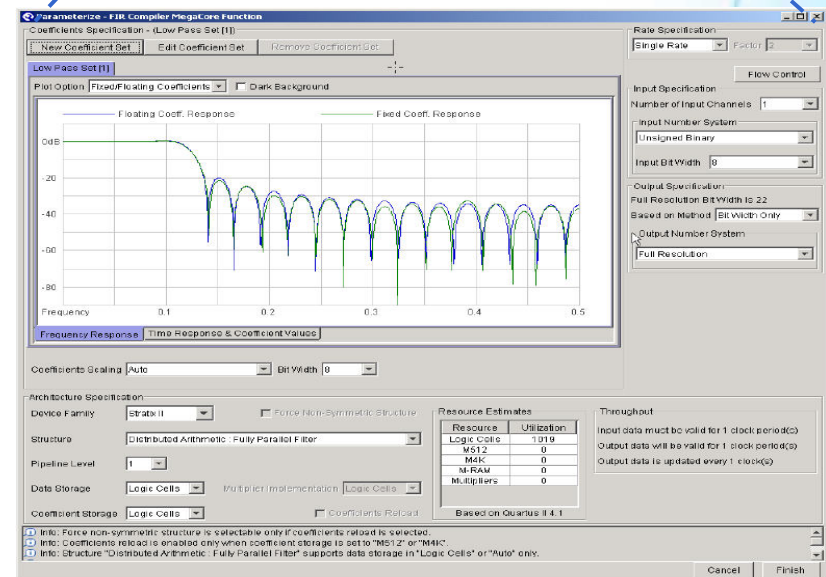 Parameterize - FIR Compiler MegaCore Function
Coefficients Specification - (Low Pass Set [1])
New Coefficient Set Edit Coefficient Set Remove Coefficient Set
Low Pass Set [1]
Plot Option Fixed/Floating Coefficients Dark Background
Floating Coeff. Response Fixed Coeff. Response
0dB
-20
-40
-60
-80
Frequency 0.1 0.2 0.3 0.4 0.5
Frequency Response Time Response & Coefficient Values
Coefficients Scaling Auto Bit Width 8
Rate Specification
Single Rate Factor 2
Flow Control
Input Specification
Number of Input Channels 1
Input Number System
Unsigned Binary
Input Bit Width 8
Output Specification
Full Resolution Bit Width is 22
Based on Method Bit Width Only
Output Number System
Full Resolution
Architecture Specification
Device Family Stratix II Force Non-Symmetric Structure
Structure Distributed Arithmetic : Fully Parallel Filter
Pipeline Level 1
Data Storage Logic Cells Multiplier Implementation Logic Cells
Coefficient Storage Logic Cells Coefficients Reload
Resource Estimates
Resource Utilization
Logic Cells 1019
M512 0
M4K 0
M-RAM 0
Multipliers 0
Based on Quartus II 4.1
Throughput
Input data must be valid for 1 clock period(s)
Output data will be valid for 1 clock period(s)
Output data is updated every 1 clock(s)
Info: Force non-symmetric structure is selectable only if coefficients reload is selected.
Info: Coefficients reload is enabled only when coefficient storage is set to "M512" or "M4K".
Info: Structure "Distributed Arithmetic : Fully Parallel Filter" supports data storage in "Logic Cells" or "Auto" only.
Cancel Finish